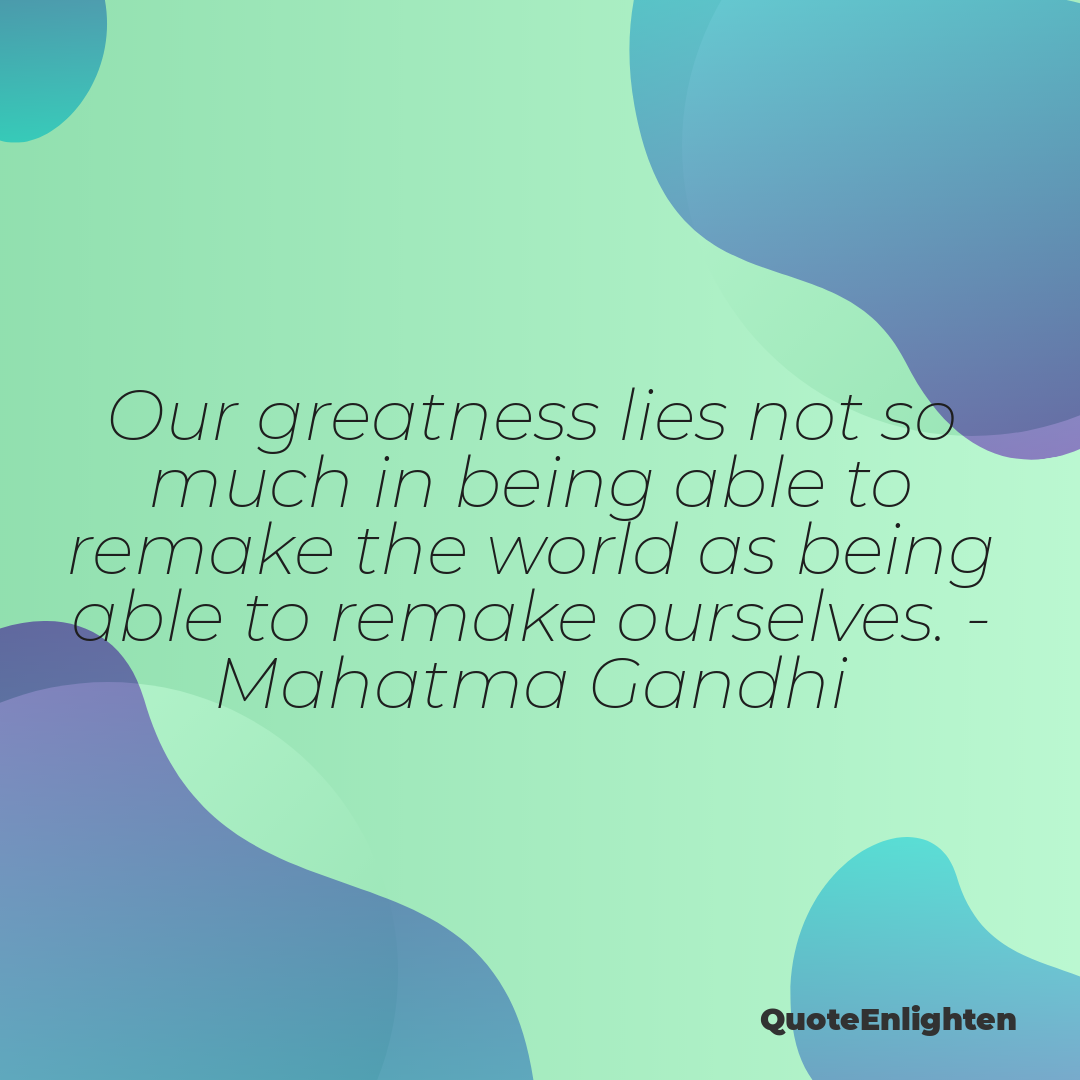 Our greatness lies not so
much in being able to
remake the world as being
able to remake ourselves. -
Mahatma Gandhi
QuoteEnlighten